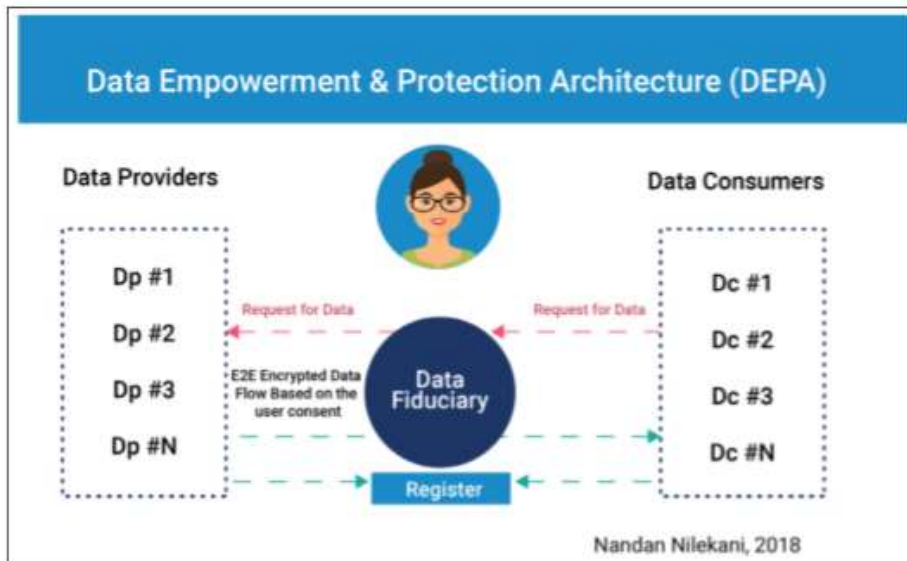 Data Empowerment & Protection Architecture (DEPA)
Data Providers
Data Consumers
Dp #1
Dp #2
Dp #3
Dp #N
Request for Data
Request for Data
E2E Encrypted Data
Flow Based on the
user consent
Data
Fiduciary
Register
Dc #1
Dc #2
Dc #3
Dc #N
Nandan Nilekani, 2018